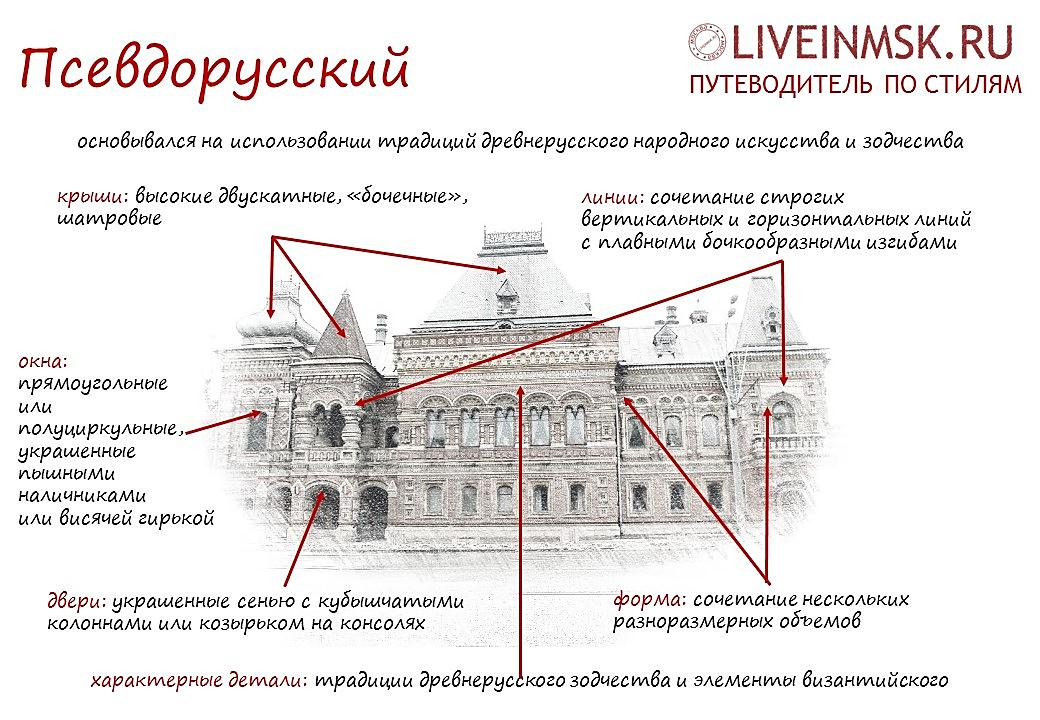 Псевдорусский
LIVEINMSK.RU
ПУТЕВОДИТЕЛЬ ПО СТИЛЯМ
основывался на использовании традиций древнерусского народного искусства и зодчества
крыши: высокие двускатные, «бочечные»,
шатровые
линии: сочетание строгих
вертикальных и горизонтальных линий
с плавными бочкообразными изгибами
окна:
прямоугольные
или
полуциркульные,
украшенные
пышными
наличниками
или висячей гирькой
двери: украшенные сенью с кубышчатыми
колоннами или козырьком на консолях
форма: сочетание нескольких
разноразмерных объемов
характерные детали: традиции древнерусского зодчества и элементы византийского